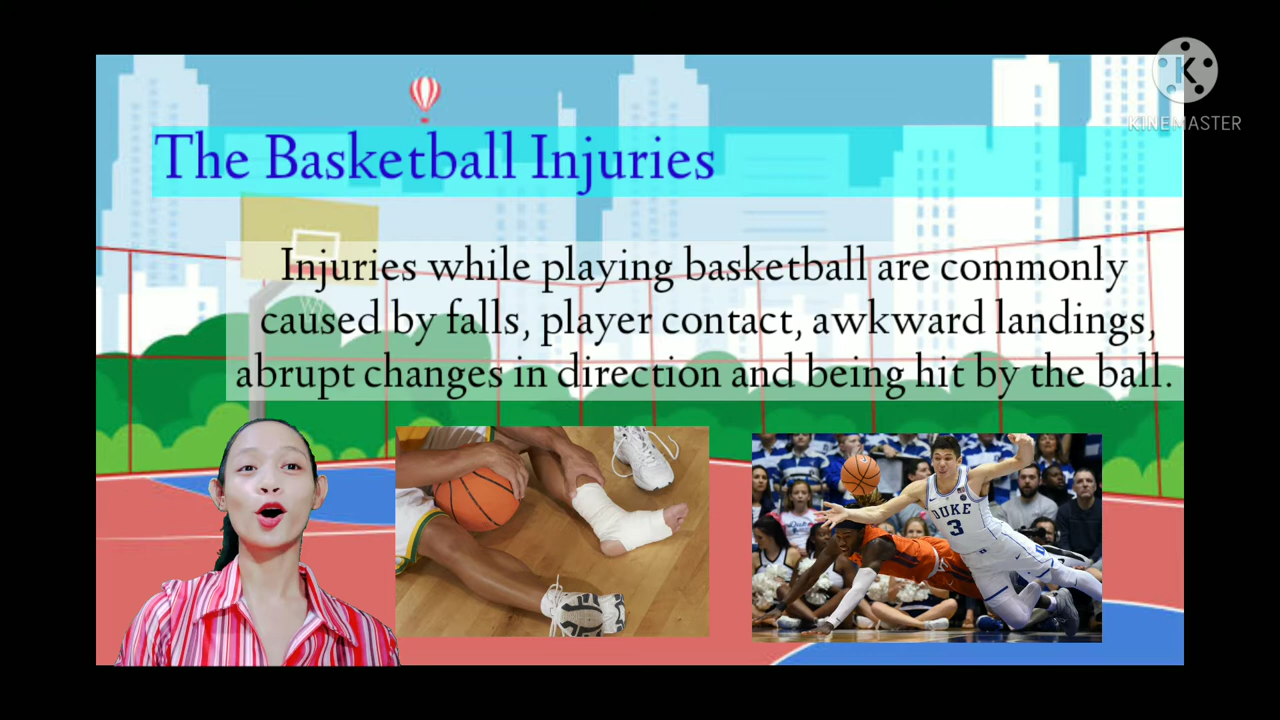 KINEMASTER
The Basketball Injuries
Injuries while playing basketball are commonly
caused by falls, player contact, awkward landings,
abrupt changes in direction and being hit by the ball.
DUKE
3